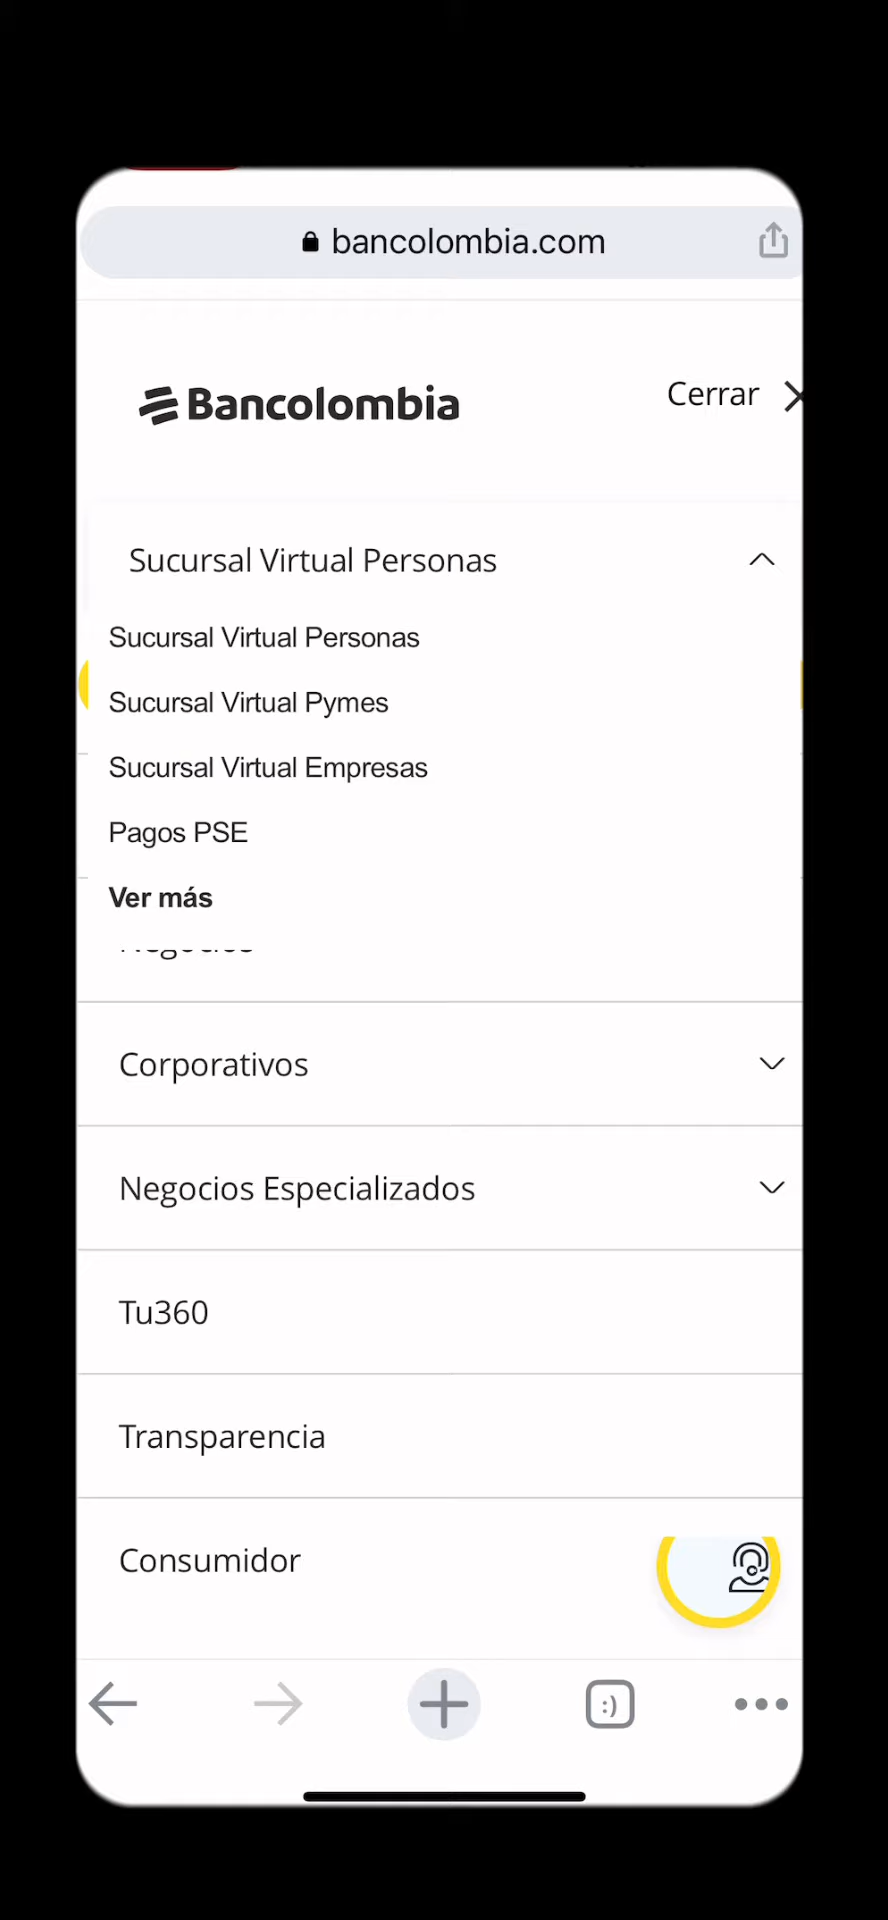 bancolombia.com
Bancolombia
Cerrar
Sucursal Virtual Personas
Sucursal Virtual Personas
Sucursal Virtual Pymes
Sucursal Virtual Empresas
Pagos PSE
Ver más
Negocios
Corporativos
Negocios Especializados
Tu360
Transparencia
Consumidor
:)